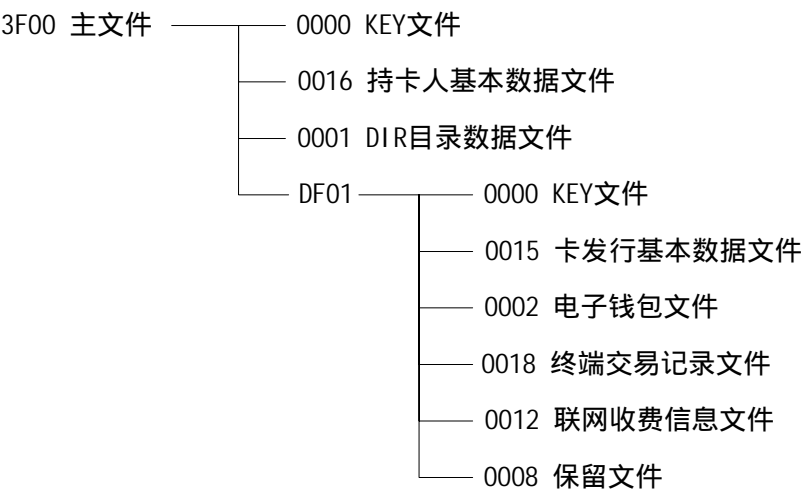 3F00 主文件 0000 KEY文件
0016 持卡人基本数据文件
0001 DIR目录数据文件
DF01 0000 KEY文件
0015 卡发行基本数据文件
0002 电子钱包文件
0018 终端交易记录文件
0012 联网收费信息文件
0008 保留文件